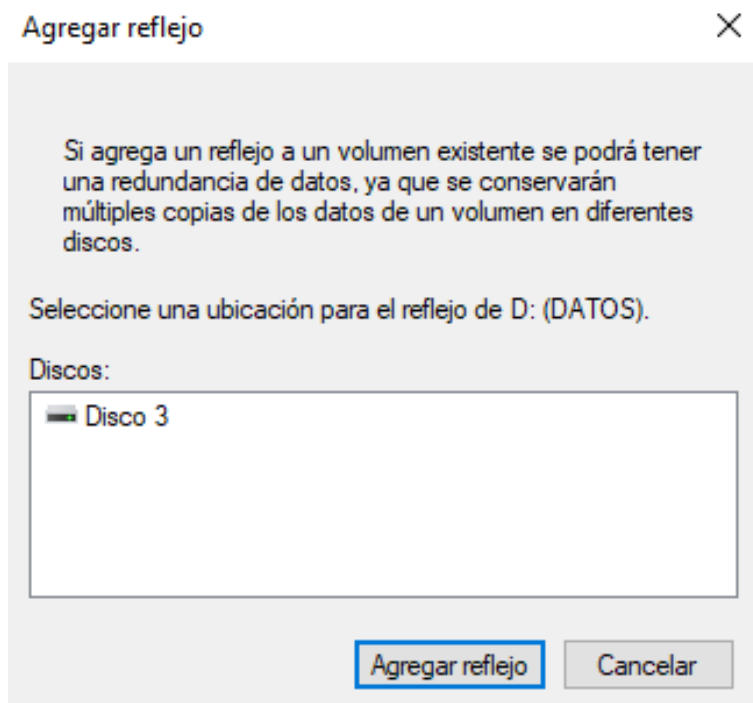 Agregar reflejo
Si agrega un reflejo a un volumen existente se podrá tener
una redundancia de datos, ya que se conservarán
múltiples copias de los datos de un volumen en diferentes
discos.
Seleccione una ubicación para el reflejo de D: (DATOS).
Discos:
Disco 3
Agregar reflejo Cancelar